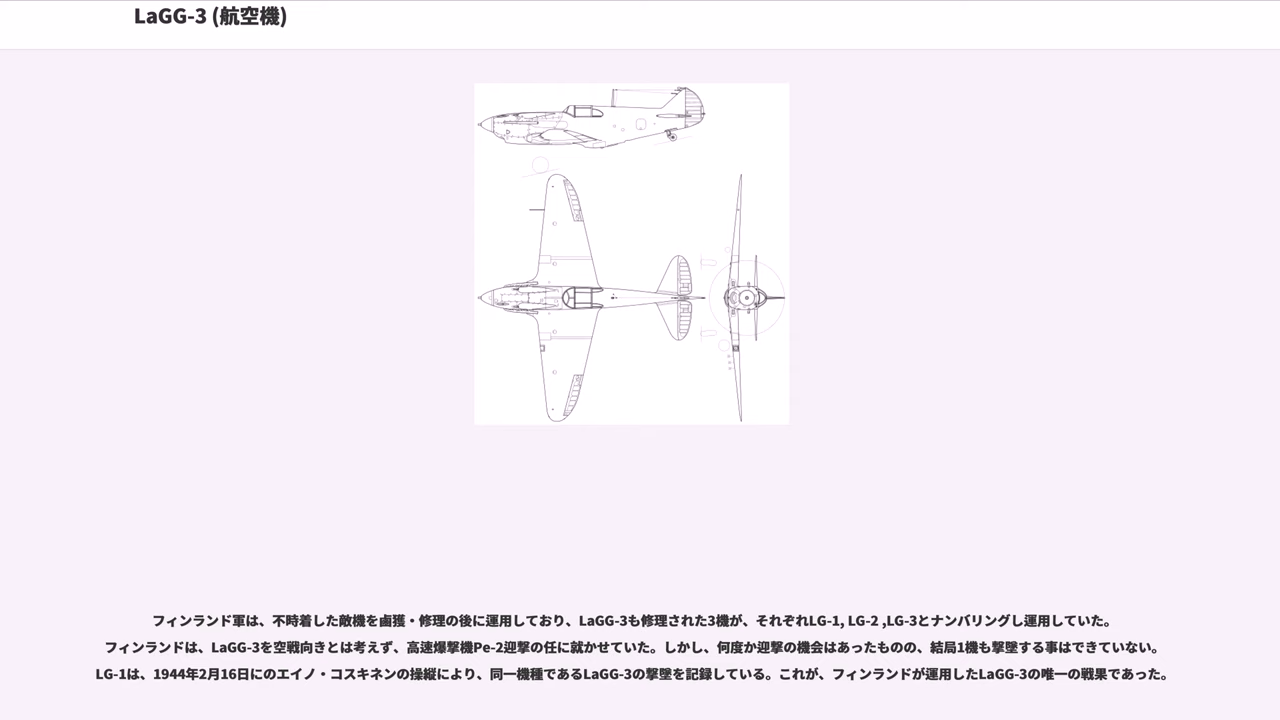 LaGG-3 (航空機)
フィンランド軍は、不時着した敵機を鹵獲・修理の後に運用しており、LaGG-3も修理された3機が、それぞれLG-1, LG-2 ,LG-3とナンバリングし運用していた。
フィンランドは、LaGG-3を空戦向きとは考えず、高速爆撃機Pe-2迎撃の任に就かせていた。しかし、何度か迎撃の機会はあったものの、結局1機も撃墜する事はできていない。
LG-1は、1944年2月16日にのエイノ・コスキネンの操縦により、同一機種であるLaGG-3の撃墜を記録している。これが、フィンランドが運用したLaGG-3の唯一の戦果であった。